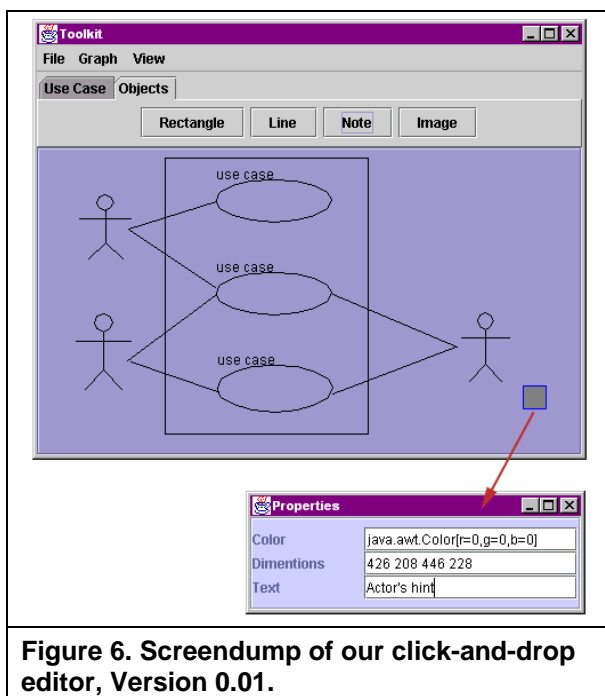 Toolkit
File Graph View
Use Case Objects
Rectangle Line Note Image
use case
use case
use case
Properties
Color java.awt.Color[r=0,g=0,b=0]
Dimentions 426 208 446 228
Text Actor's hint
Figure 6. Screendump of our click-and-drop
editor, Version 0.01.